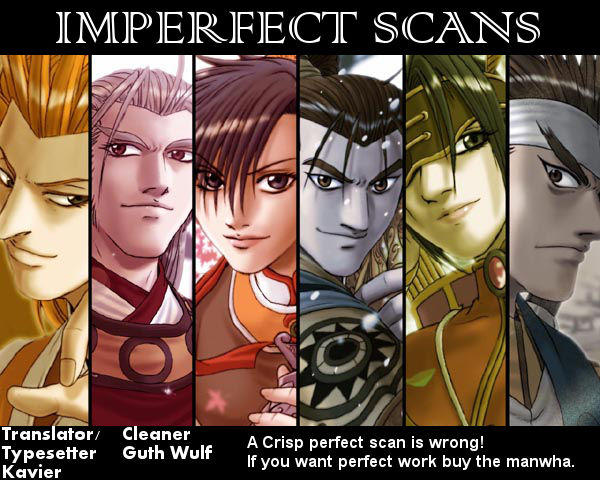 IMPERFECT SCANS
Translator/
Typesetter
Kavier
Cleaner
Guth Wulf
A Crisp perfect scan is wrong!
If you want perfect work buy the manwha.